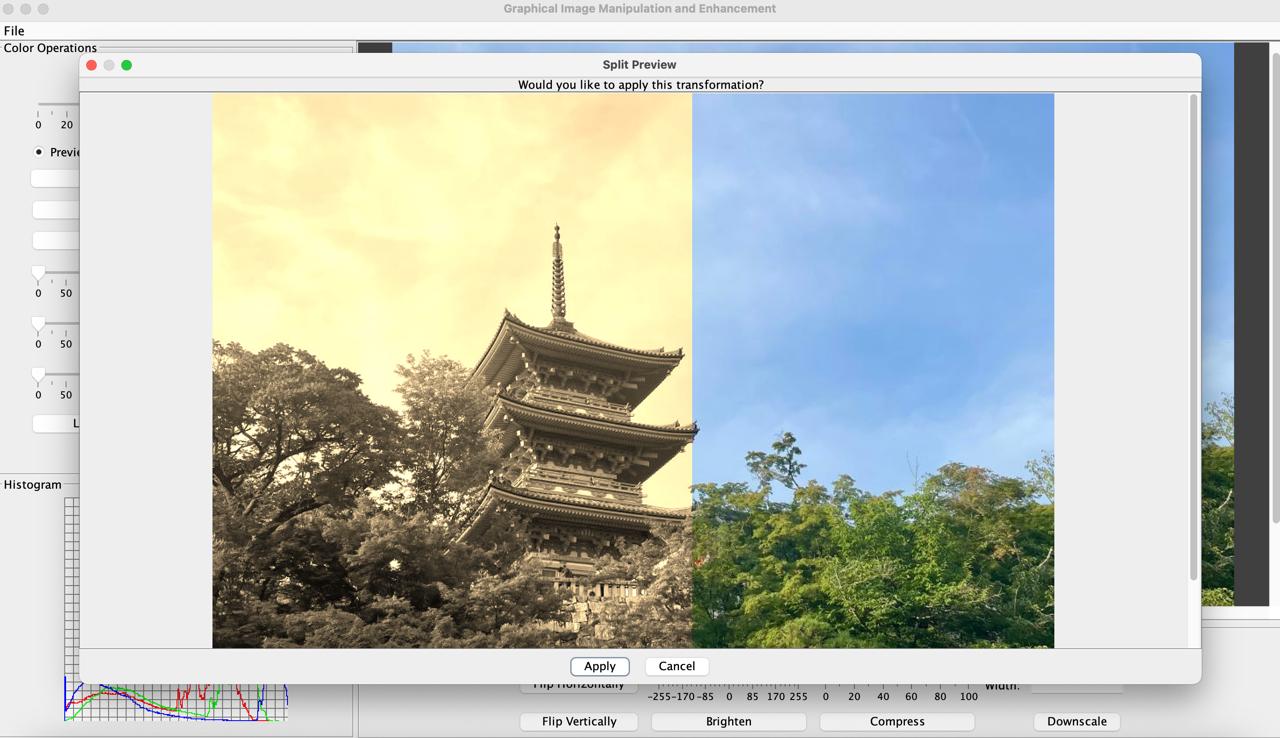 Graphical Image Manipulation and Enhancement
File
Color Operations
Split Preview
Would you like to apply this transformation?
0 20
0 50
0 50
0 50
Histogram
Apply Cancel
Flip Horizontally
-255 -170 -85 0 85 170 255
0 20 40 60 80 100
Width:
Flip Vertically Brighten Compress Downscale